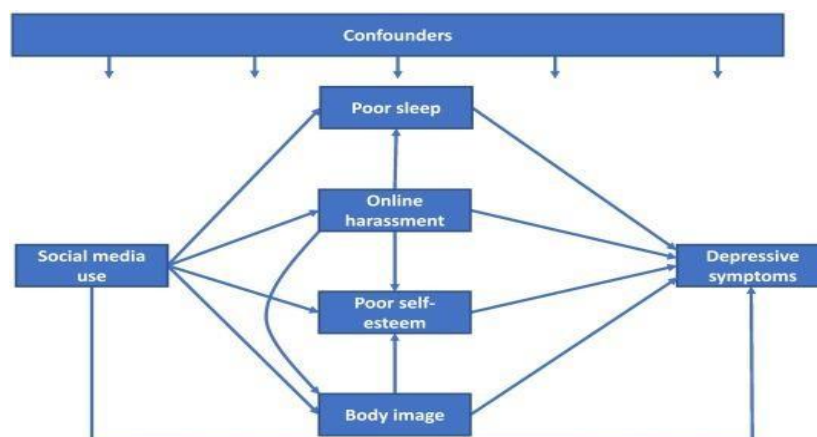 Confounders
Poor sleep
Online
harassment
Social media
use
Depressive
symptoms
Poor self-
esteem
Body image